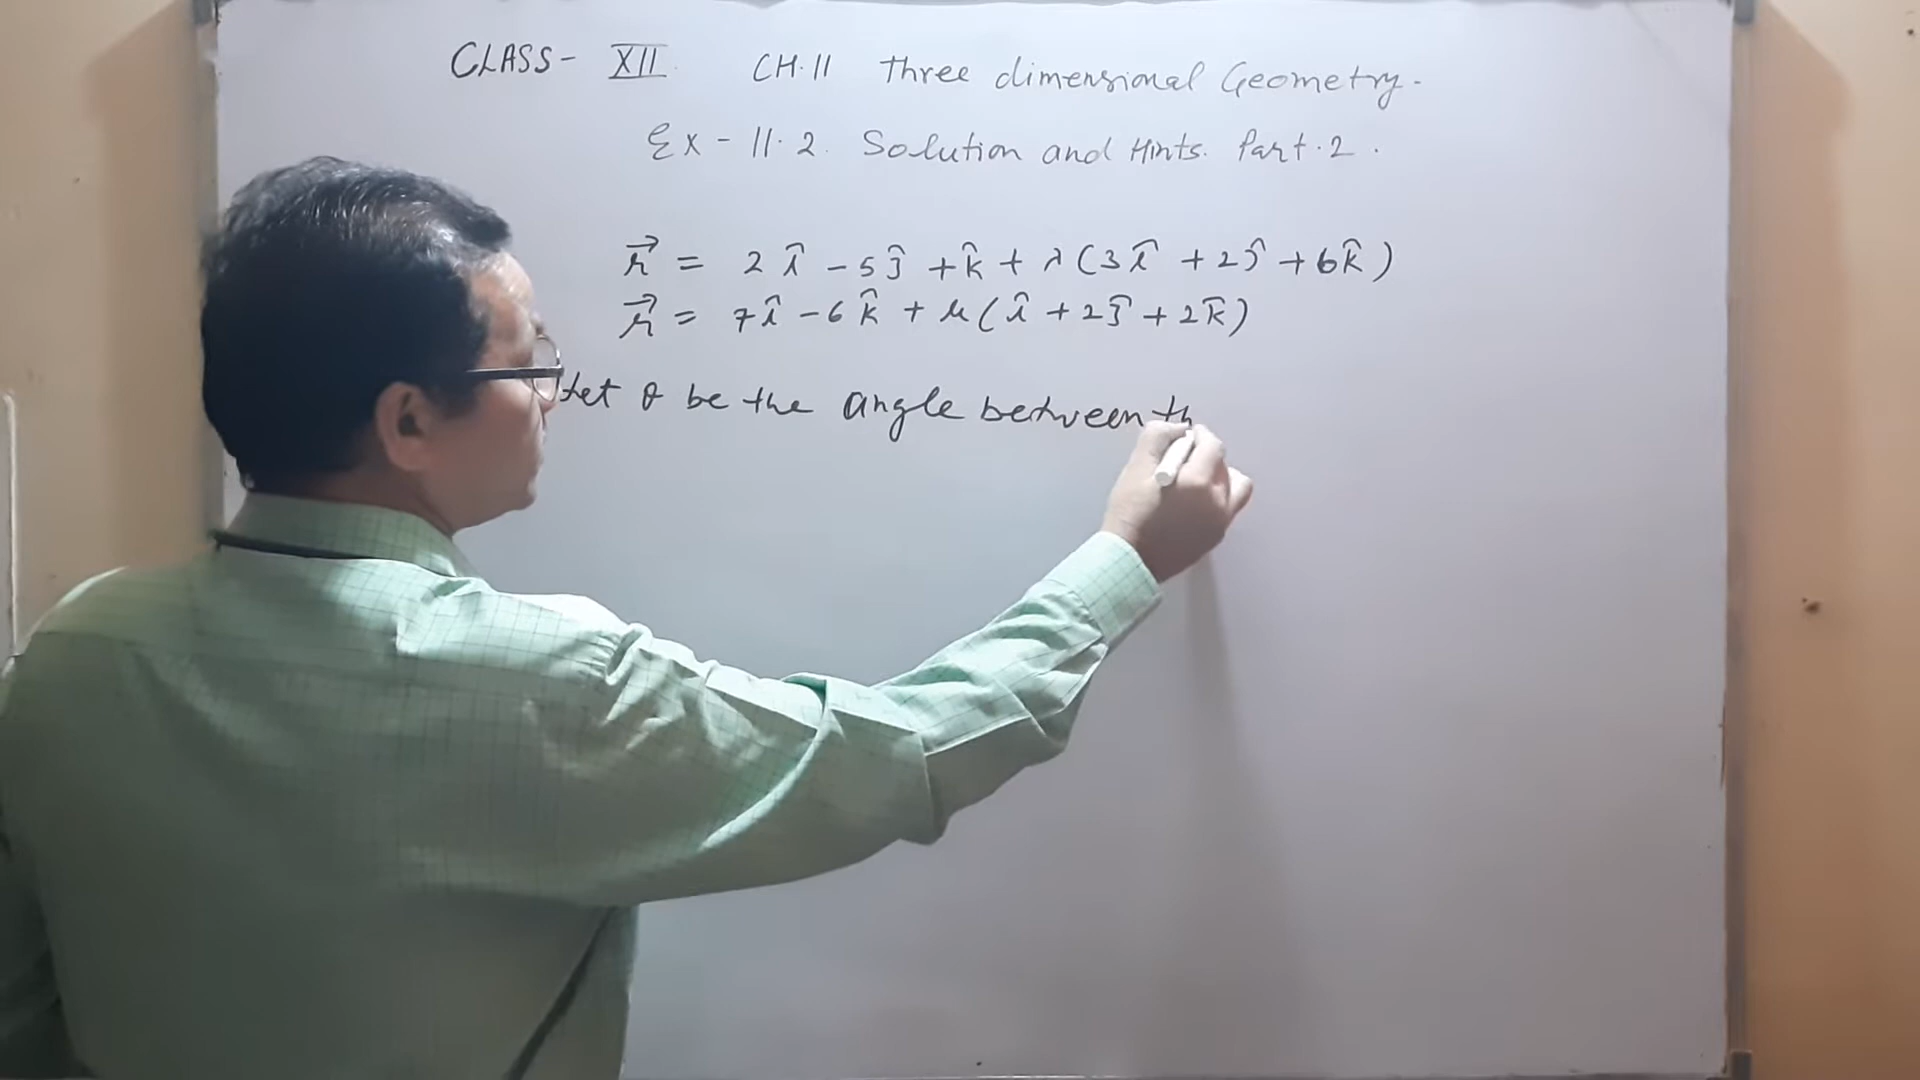 CLASS- XII CH.11 Three dimensional Geometry.
Ex - 11.2. Solution and Hints. Part.2.
r⃗ = 2î - 5ĵ + k̂ + λ(3î + 2ĵ + 6k̂)
r⃗ = 7î - 6k̂ + μ(î + 2ĵ + 2k̂)
Let θ be the angle between th